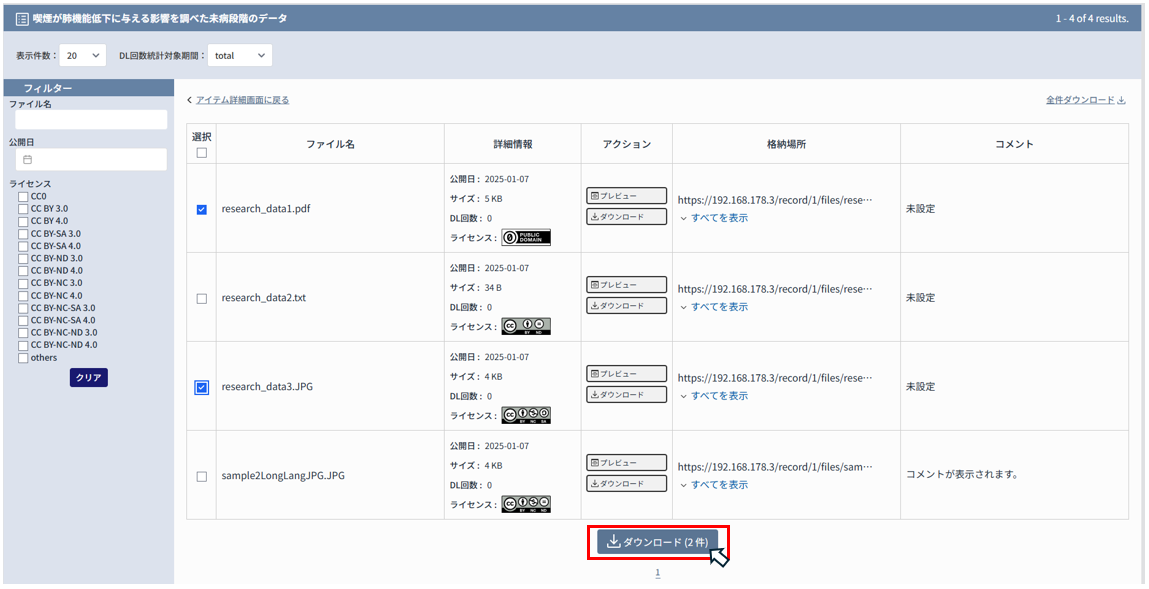 喫煙が肺機能低下に与える影響を調べた未病段階のデータ
1 - 4 of 4 results.
表示件数： 20 DL回数統計対象期間： total
フィルター
ファイル名
公開日
ライセンス
CC0
CC BY 3.0
CC BY 4.0
CC BY-SA 3.0
CC BY-SA 4.0
CC BY-ND 3.0
CC BY-ND 4.0
CC BY-NC 3.0
CC BY-NC 4.0
CC BY-NC-SA 3.0
CC BY-NC-SA 4.0
CC BY-NC-ND 3.0
CC BY-NC-ND 4.0
others
クリア
アイテム詳細画面に戻る
全件ダウンロード
選択 ファイル名 詳細情報 アクション 格納場所 コメント
research_data1.pdf
公開日： 2025-01-07
サイズ： 5 KB
DL回数： 0
ライセンス： PUBLIC DOMAIN
プレビュー
ダウンロード
https://192.168.178.3/record/1/files/rese…
すべてを表示
未設定
research_data2.txt
公開日： 2025-01-07
サイズ： 34 B
DL回数： 0
ライセンス： CC BY ND
プレビュー
ダウンロード
https://192.168.178.3/record/1/files/rese…
すべてを表示
未設定
research_data3.JPG
公開日： 2025-01-07
サイズ： 4 KB
DL回数： 0
ライセンス： CC BY NC SA
プレビュー
ダウンロード
https://192.168.178.3/record/1/files/rese…
すべてを表示
未設定
sample2LongLangJPG.JPG
公開日： 2025-01-07
サイズ： 4 KB
DL回数： 0
ライセンス： CC BY NC ND
プレビュー
ダウンロード
https://192.168.178.3/record/1/files/sam…
すべてを表示
コメントが表示されます。
ダウンロード (2 件)
1